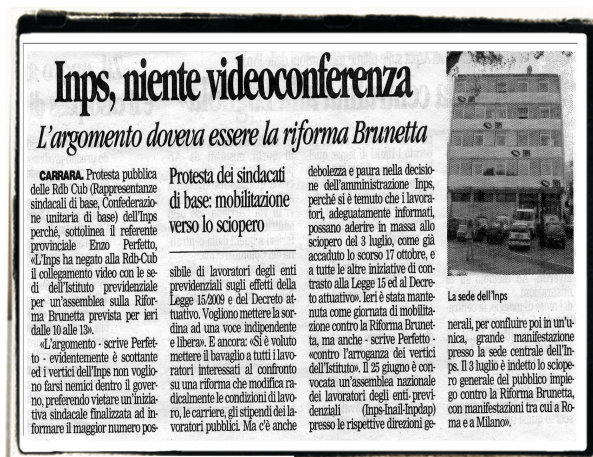 Inps, niente videoconferenza
L'argomento doveva essere la riforma Brunetta
CARRARA. Protesta pubblica
delle Rdb Cub (Rappresentanze
sindacali di base, Confederazio-
ne unitaria di base) dell'Inps
perché, sottolinea il referente
provinciale Enzo Perfetto,
«L'Inps ha negato alla Rdb-Cub
il collegamento video con le se-
di dell'Istituto previdenziale
per un'assemblea sulla Rifor-
ma Brunetta prevista per ieri
dalle 10 alle 13».
«L'argomento - scrive Perfet-
to - evidentemente è scottante
ed i vertici dell'Inps non voglio-
no farsi nemici dentro il gover-
no, preferendo vietare un'inizia-
tiva sindacale finalizzata ad in-
formare il maggior numero pos-
Protesta dei sindacati
di base: mobilitazione
verso lo sciopero
sibile di lavoratori degli enti
previdenziali sugli effetti della
Legge 15/2009 e del Decreto at-
tuativo. Vogliono mettere la sor-
dina ad una voce indipendente
e libera». E ancora: «Si è voluto
mettere il bavaglio a tutti i lavo-
ratori interessati al confronto
su una riforma che modifica ra-
dicalmente le condizioni di lavo-
ro, le carriere, gli stipendi dei la-
voratori pubblici. Ma c'è anche
debolezza e paura nella decisio-
ne dell'amministrazione Inps,
perché si è temuto che i lavora-
tori, adeguatamente informati,
possano aderire in massa allo
sciopero del 3 luglio, come già
accaduto lo scorso 17 ottobre, e
a tutte le altre iniziative di con-
trasto alla Legge 15 ed al Decre-
to attuativo». Ieri è stata mante-
nuta come giornata di mobilita-
zione contro la Riforma Brunet-
ta, ma anche - scrive Perfetto -
«contro l'arroganza dei vertici
dell'Istituto». Il 25 giugno è con-
vocata un'assemblea nazionale
dei lavoratori degli enti previ-
denziali (Inps-Inail-Inpdap)
presso le rispettive direzioni ge-
La sede dell'Inps
nerali, per confluire poi in un'u-
nica, grande manifestazione
presso la sede centrale dell'In-
ps. Il 3 luglio è indetto lo sciope-
ro generale del pubblico impie-
go contro la Riforma Brunetta,
con manifestazioni tra cui a Ro-
ma e a Milano».